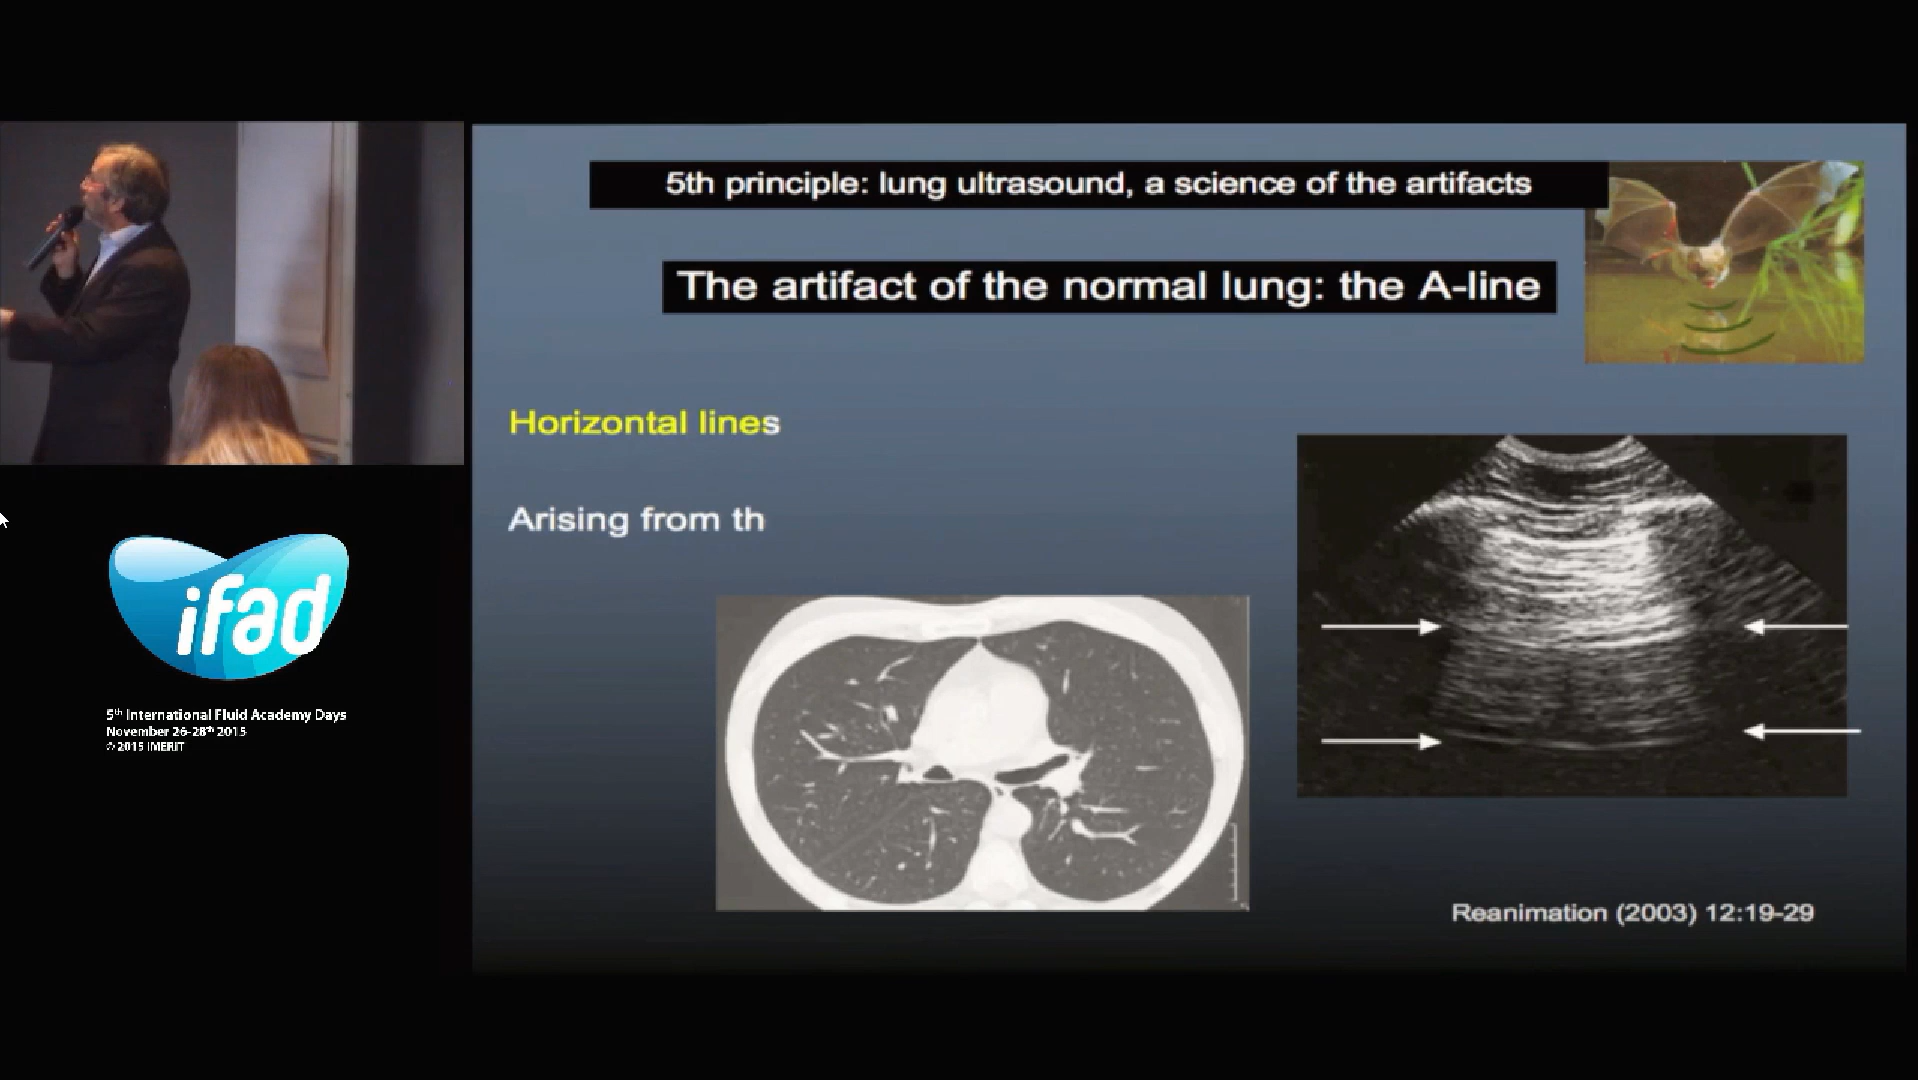 5th principle: lung ultrasound, a science of the artifacts
The artifact of the normal lung: the A-line
Horizontal lines
Arising from th
Reanimation (2003) 12:19-29
ifad
5th International Fluid Academy Days
November 26-28th 2015
© 2015 IMERIT